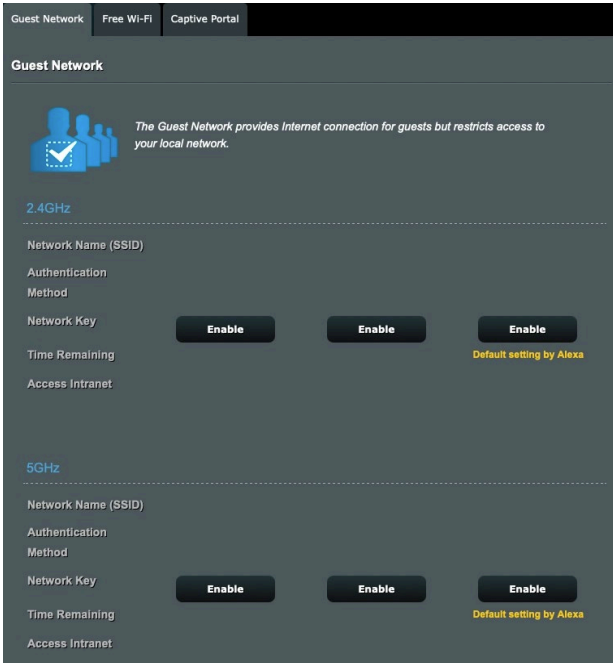 Guest Network Free Wi-Fi Captive Portal
Guest Network
The Guest Network provides Internet connection for guests but restricts access to
your local network.
2.4GHz
Network Name (SSID)
Authentication
Method
Network Key
Enable Enable Enable
Time Remaining
Default setting by Alexa
Access Intranet
5GHz
Network Name (SSID)
Authentication
Method
Network Key
Enable Enable Enable
Time Remaining
Default setting by Alexa
Access Intranet